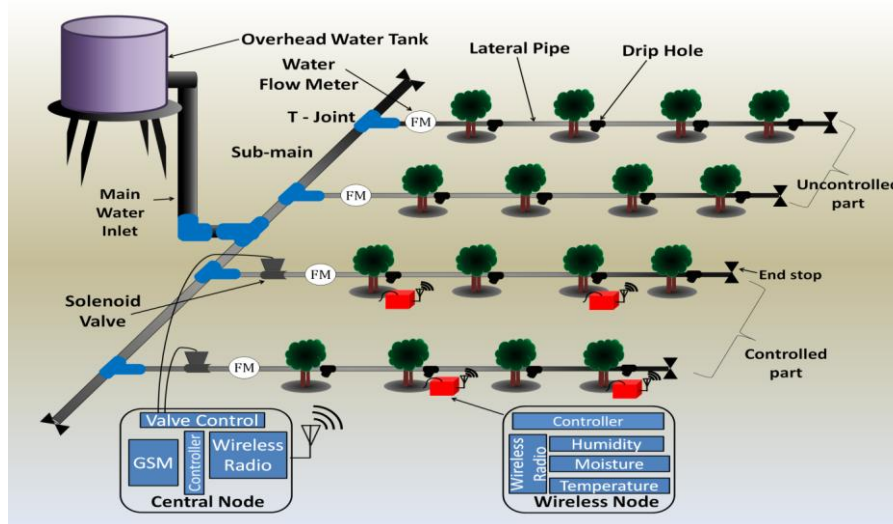 Overhead Water Tank
Water
Flow Meter
Lateral Pipe
Drip Hole
T - Joint
FM
Sub-main
Main
Water
Inlet
FM
Uncontrolled
part
FM
End stop
Solenoid
Valve
FM
Controlled
part
Valve Control
GSM
Controller
Wireless
Radio
Central Node
Controller
Wireless
Radio
Humidity
Moisture
Temperature
Wireless Node